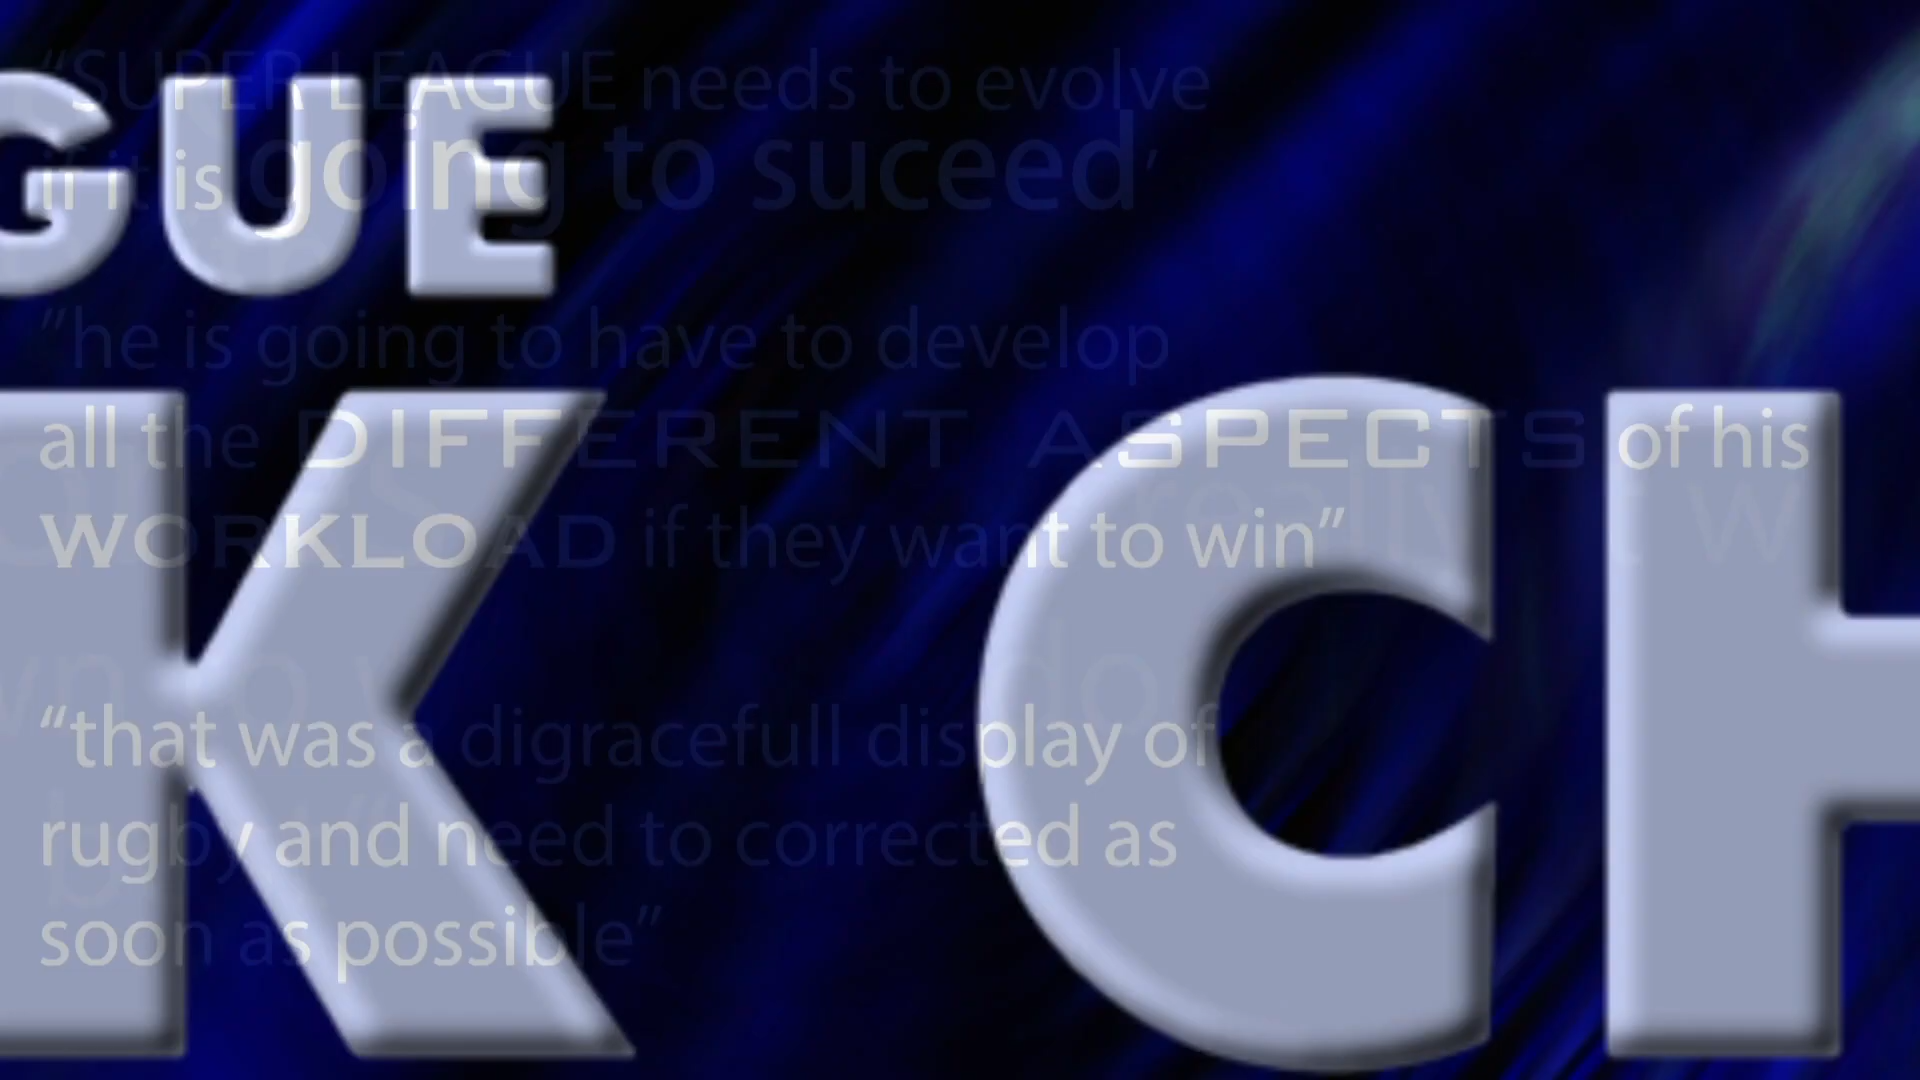 “SUPER LEAGUE needs to evolve
if it is going to suceed’
GUE
”he is going to have to develop
all the DIFFERENT ASPECTS of his
WORKLOAD if they want to win”
K CH
“that was a digracefull display of
rugby and need to corrected as
soon as possible”